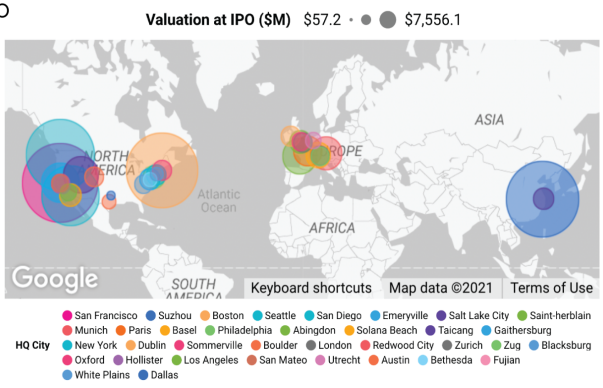 Valuation at IPO ($M) $57.2 $7,556.1
ASIA
NORTH
ERICA
ROPE
Atlantic
Ocean
AFRICA
Google
Keyboard shortcuts Map data ©2021 Terms of Use
SOUTH
AMERICA
San Francisco Suzhou Boston Seattle San Diego Emeryville Salt Lake City Saint-herblain
Munich Paris Basel Philadelphia Abingdon Solana Beach Taicang Gaithersburg
HQ City New York Dublin Sommerville Boulder London Redwood City Zurich Zug Blacksburg
Oxford Hollister Los Angeles San Mateo Utrecht Austin Bethesda Fujian
White Plains Dallas